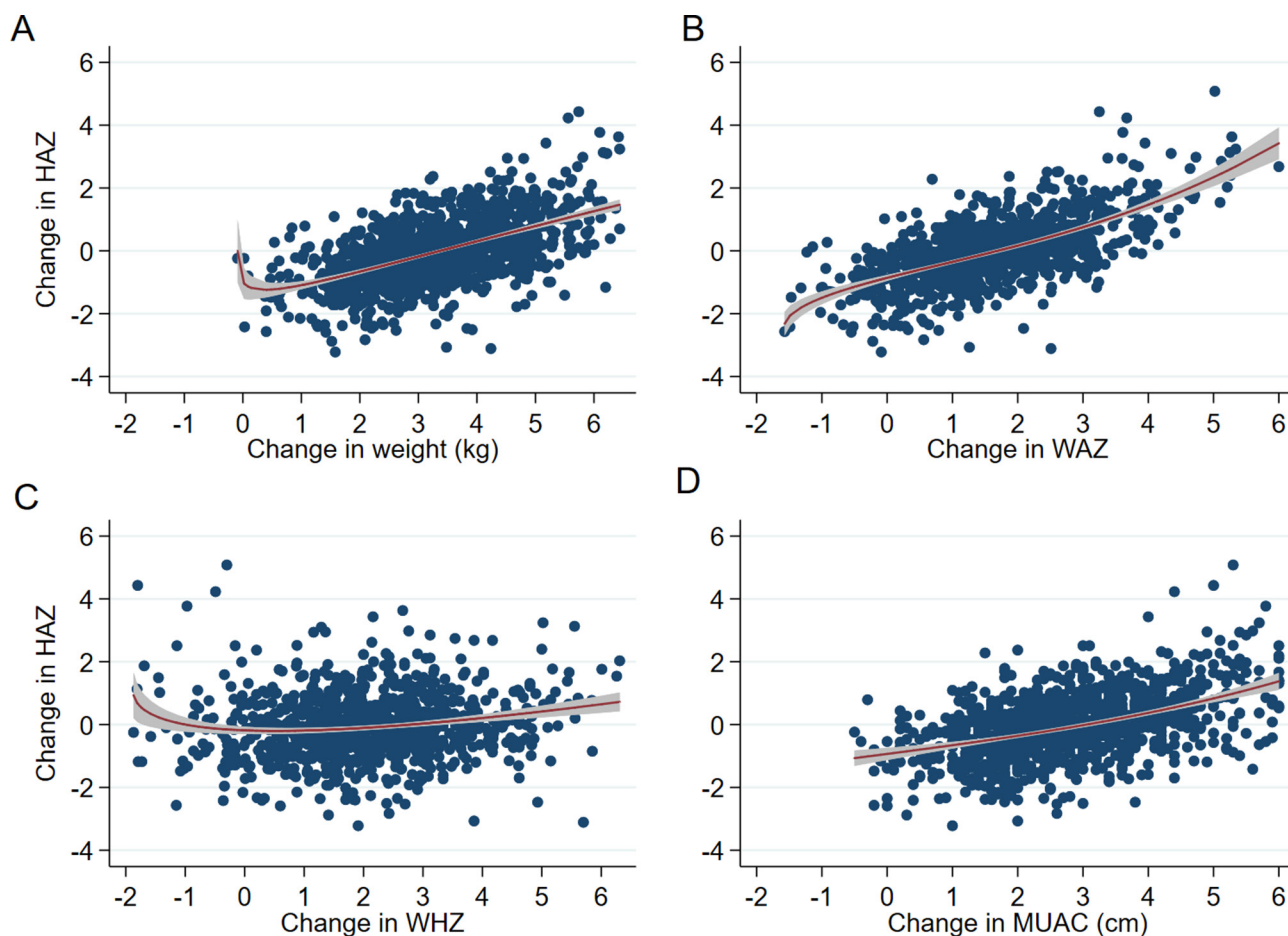 A
B
6
4
2
0
-2
-4
Change in HAZ
-2 -1 0 1 2 3 4 5 6
Change in weight (kg)
6
4
2
0
-2
-4
-2 -1 0 1 2 3 4 5 6
Change in WAZ
C
D
6
4
2
0
-2
-4
Change in HAZ
-2 -1 0 1 2 3 4 5 6
Change in WHZ
6
4
2
0
-2
-4
-2 -1 0 1 2 3 4 5 6
Change in MUAC (cm)